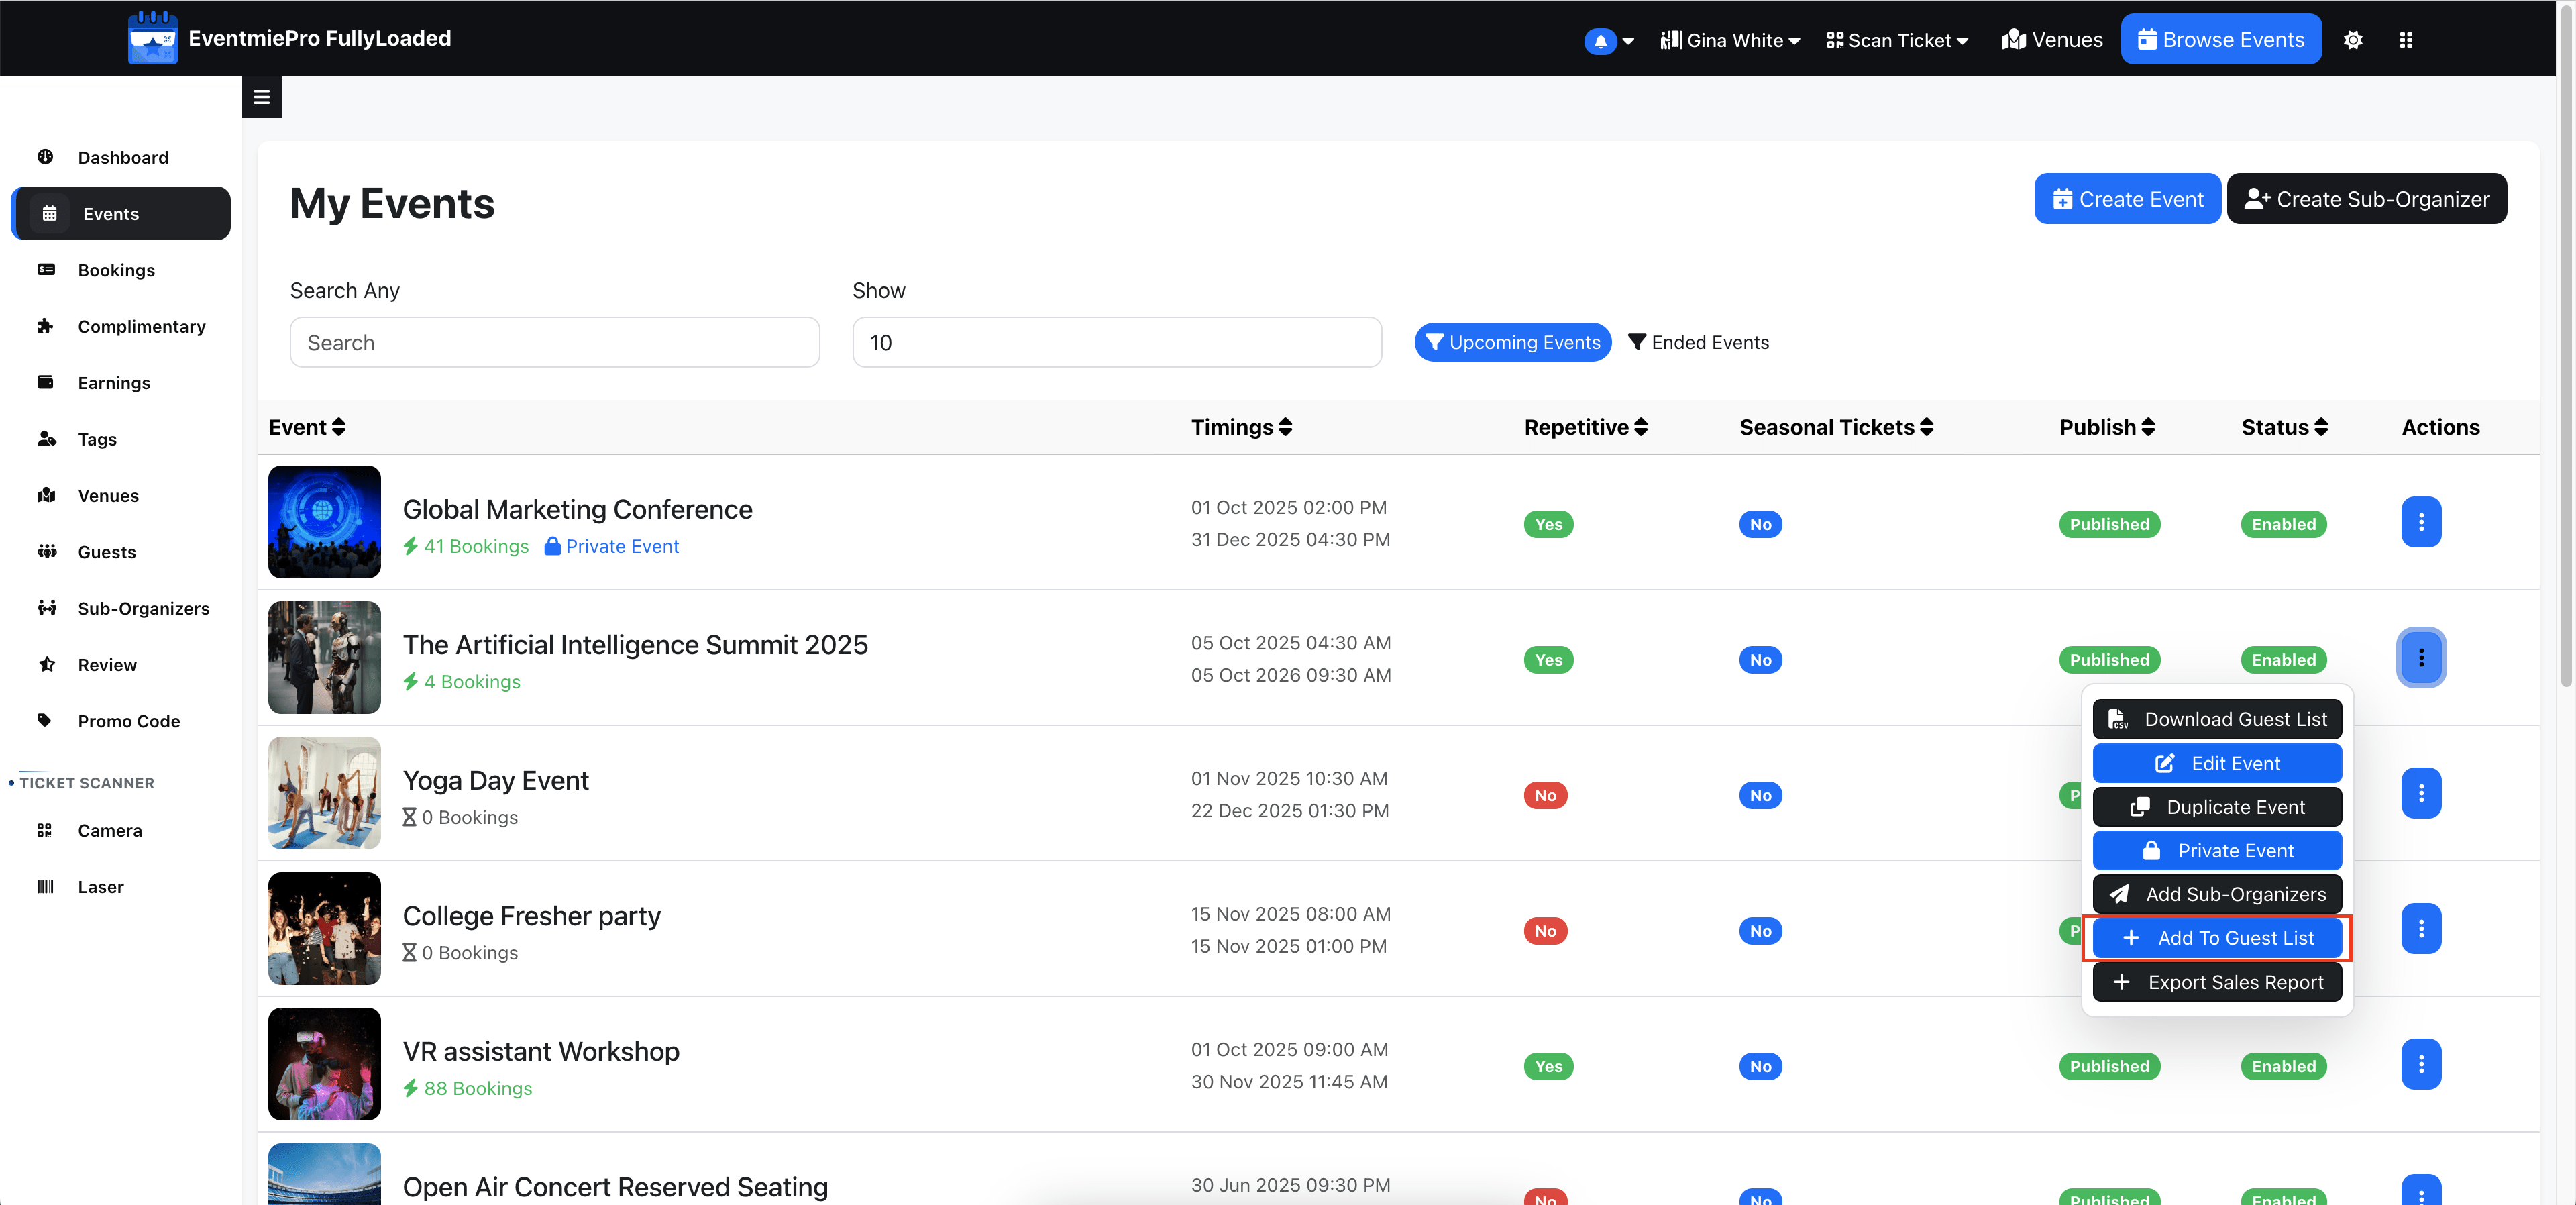 EventmiePro FullyLoaded
Gina White
Scan Ticket
Venues
Browse Events
Dashboard
Events
Bookings
Complimentary
Earnings
Tags
Venues
Guests
Sub-Organizers
Review
Promo Code
TICKET SCANNER
Camera
Laser
My Events
Create Event
Create Sub-Organizer
Search Any
Search
Show
10
Upcoming Events
Ended Events
Event Timings Repetitive Seasonal Tickets Publish Status Actions
Global Marketing Conference
41 Bookings Private Event
01 Oct 2025 02:00 PM
31 Dec 2025 04:30 PM
Yes
No
Published
Enabled
The Artificial Intelligence Summit 2025
4 Bookings
05 Oct 2025 04:30 AM
05 Oct 2026 09:30 AM
Yes
No
Published
Enabled
Download Guest List
Edit Event
Duplicate Event
Private Event
Add Sub-Organizers
Add To Guest List
Export Sales Report
Yoga Day Event
0 Bookings
01 Nov 2025 10:30 AM
22 Dec 2025 01:30 PM
No
No
College Fresher party
0 Bookings
15 Nov 2025 08:00 AM
15 Nov 2025 01:00 PM
No
No
VR assistant Workshop
88 Bookings
01 Oct 2025 09:00 AM
30 Nov 2025 11:45 AM
Yes
No
Published
Enabled
Open Air Concert Reserved Seating
30 Jun 2025 09:30 PM
No
No
Published
Enabled